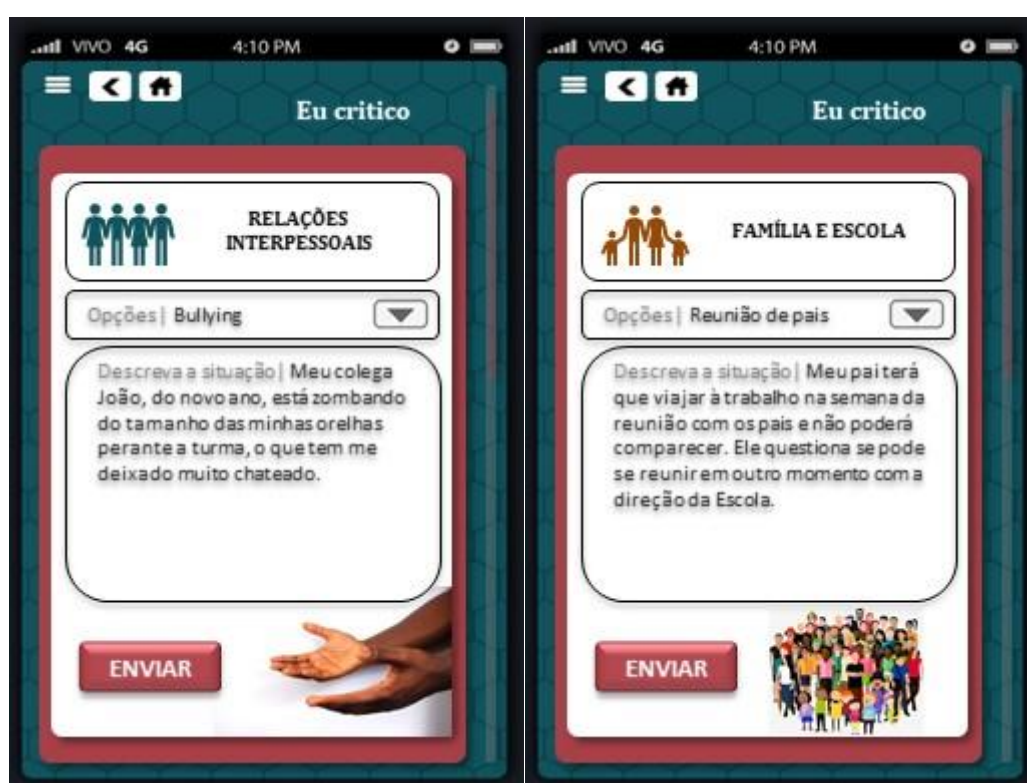 VIVO 4G 4:10 PM
Eu critico
RELAÇÕES
INTERPESSOAIS
Opções| Bullying
Descreva a situação| Meu colega
João, do novo ano, está zombando
do tamanho das minhas orelhas
perante a turma, o que tem me
deixado muito chateado.
ENVIAR
VIVO 4G 4:10 PM
Eu critico
FAMÍLIA E ESCOLA
Opções| Reunião de pais
Descreva a situação| Meu pai terá
que viajar à trabalho na semana da
reunião com os pais e não poderá
comparecer. Ele questiona se pode
se reunir em outro momento com a
direção da Escola.
ENVIAR